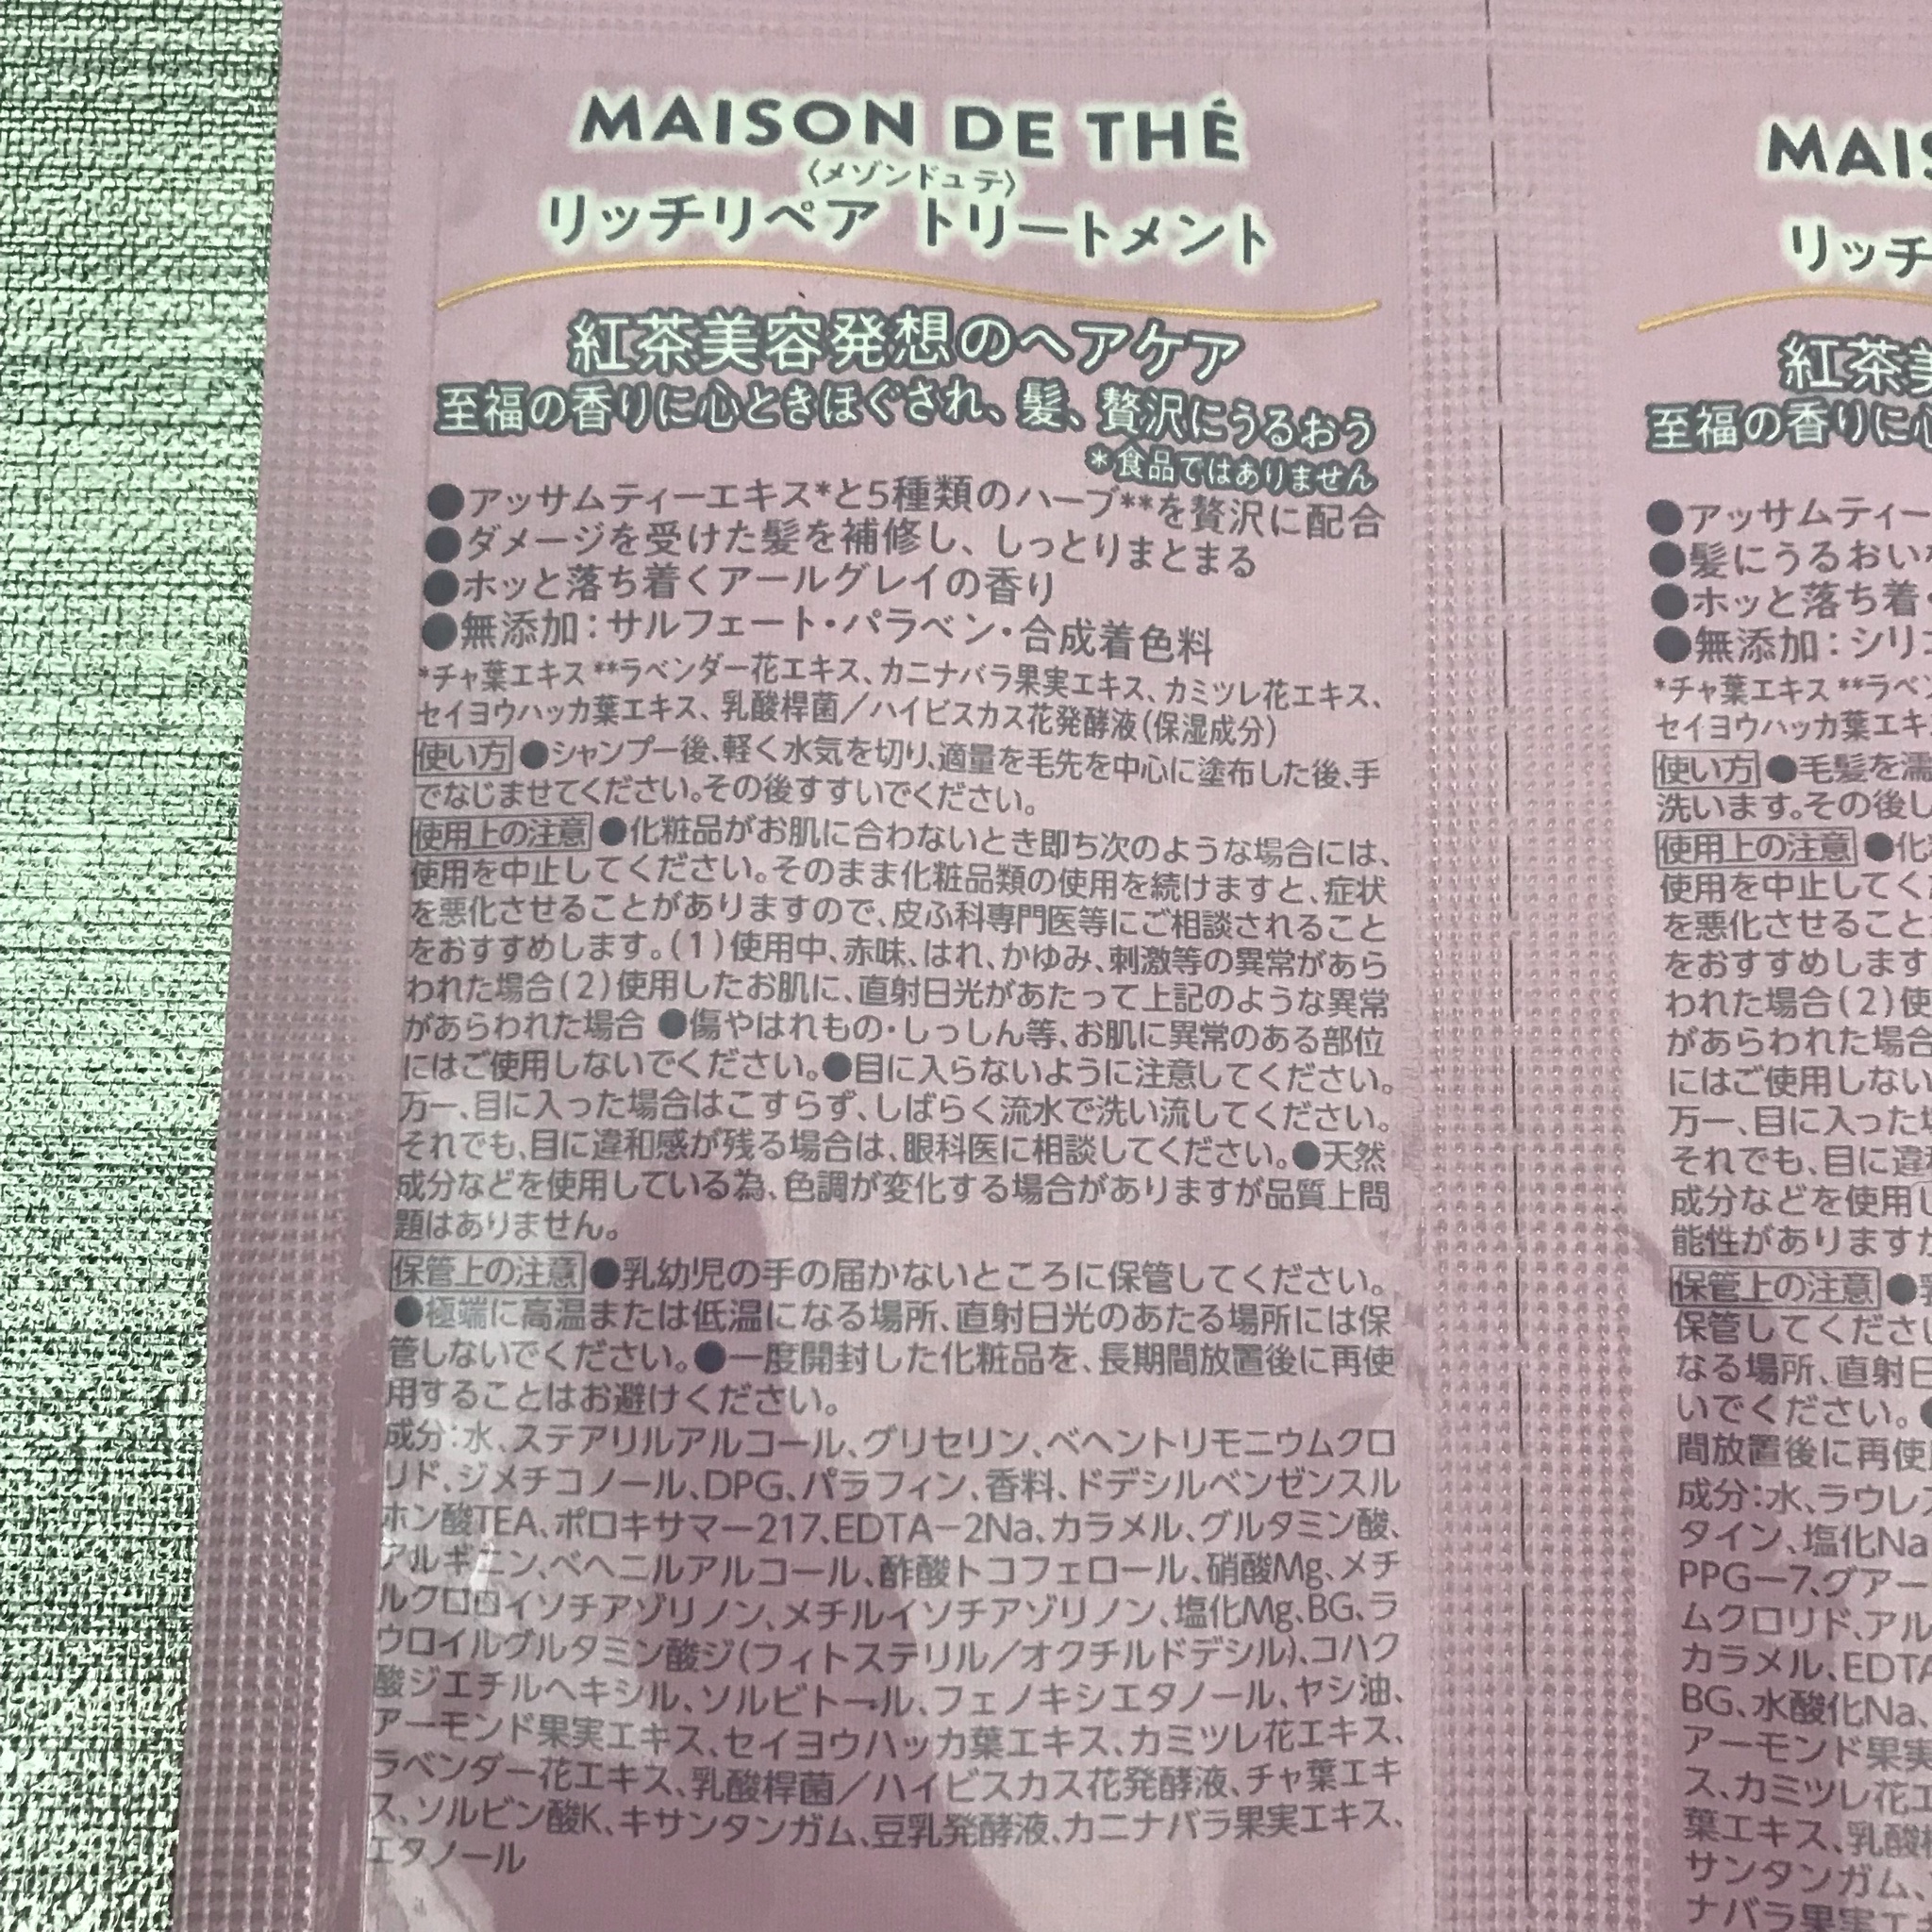 MAISON DE THÉ
〈メゾンドュテ〉
リッチリペア トリートメント
紅茶美容発想のヘアケア
至福の香りに心ときほぐされ、髪、贅沢にうるおう
*食品ではありません
●アッサムティーエキス*と5種類のハーブ**を贅沢に配合
●ダメージを受けた髪を補修し、しっとりまとまる
●ホッと落ち着くアールグレイの香り
●無添加：サルフェート・パラベン・合成着色料
*チャ葉エキス **ラベンダー花エキス、カニナバラ果実エキス、カミツレ花エキス、
セイヨウハッカ葉エキス、乳酸桿菌／ハイビスカス花発酵液(保湿成分)
使い方 ●シャンプー後、軽く水気を切り、適量を毛先を中心に塗布した後、手
でなじませてください。その後すすいでください。
使用上の注意 ●化粧品がお肌に合わないとき即ち次のような場合には、
使用を中止してください。そのまま化粧品類の使用を続けますと、症状
を悪化させることがありますので、皮ふ科専門医等にご相談されること
をおすすめします。(1)使用中、赤味、はれ、かゆみ、刺激等の異常があら
われた場合(2)使用したお肌に、直射日光があたって上記のような異常
があらわれた場合 ●傷やはれもの・しっしん等、お肌に異常のある部位
にはご使用しないでください。●目に入らないように注意してください。
万一、目に入った場合はこすらず、しばらく流水で洗い流してください。
それでも、目に違和感が残る場合は、眼科医に相談してください。●天然
成分などを使用している為、色調が変化する場合がありますが品質上問
題はありません。
保管上の注意 ●乳幼児の手の届かないところに保管してください。
●極端に高温または低温になる場所、直射日光のあたる場所には保
管しないでください。●一度開封した化粧品を、長期間放置後に再使
用することはお避けください。
成分：水、ステアリルアルコール、グリセリン、ベヘントリモニウムクロ
リド、ジメチコノール、DPG、パラフィン、香料、ドデシルベンゼンスル
ホン酸TEA、ポロキサマー217、EDTA－2Na、カラメル、グルタミン酸、
アルギニン、ベヘニルアルコール、酢酸トコフェロール、硝酸Mg、メチ
ルクロロイソチアゾリノン、メチルイソチアゾリノン、塩化Mg、BG、ラ
ウロイルグルタミン酸ジ(フィトステリル／オクチルドデシル)、コハク
酸ジエチルヘキシル、ソルビトール、フェノキシエタノール、ヤシ油、
アーモンド果実エキス、セイヨウハッカ葉エキス、カミツレ花エキス、
ラベンダー花エキス、乳酸桿菌／ハイビスカス花発酵液、チャ葉エキ
ス、ソルビン酸K、キサンタンガム、豆乳発酵液、カニナバラ果実エキス、
エタノール
MAIS
リッチ
紅茶美
至福の香りに心
●アッサムティー
●髪にうるおい
●ホッと落ち着
●無添加：シリ
*チャ葉エキス **ラベン
セイヨウハッカ葉エキ
使い方 ●毛髪を濡
洗います。その後し
使用上の注意 ●化
使用を中止してく
を悪化させること
をおすすめします
われた場合(2)使
があらわれた場合
にはご使用しない
万一、目に入った
それでも、目に違
成分などを使用
能性がありますが
保管上の注意 ●
保管してくださ
なる場所、直射日
いでください。
間放置後に再使
成分：水、ラウレ
タイン、塩化Na
PPG－7、グアー
ムクロリド、アル
カラメル、EDTA
BG、水酸化Na、
アーモンド果実
ス、カミツレ花エ
葉エキス、乳酸
サンタンガム、
ナバラ果実エ